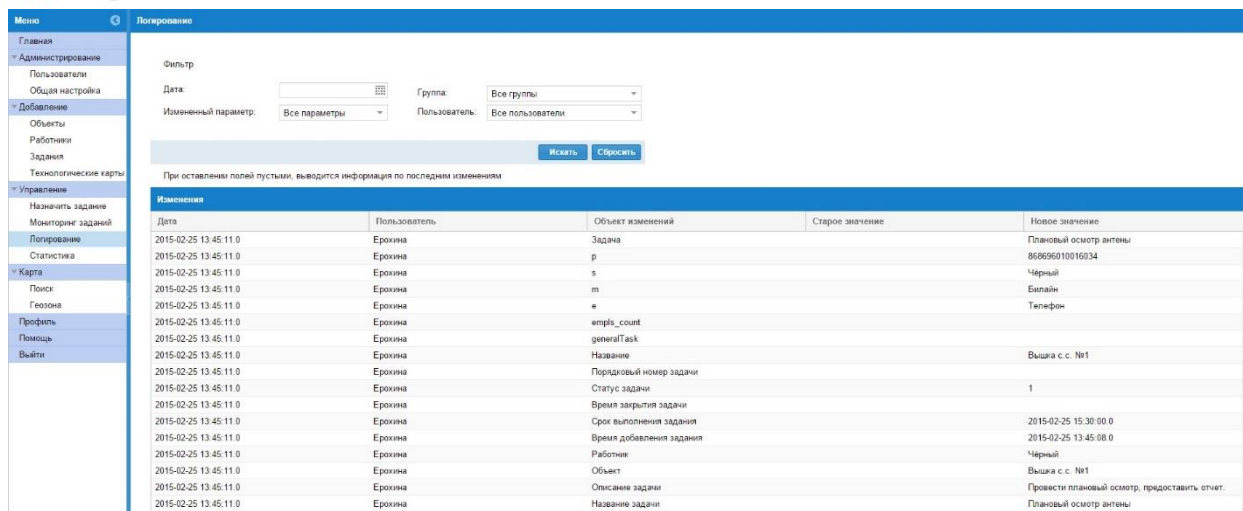 Меню
Логирование
Главная
Администрирование
Пользователи
Общая настройка
Добавление
Объекты
Работники
Задания
Технологические карты
Управление
Назначить задание
Мониторинг заданий
Логирование
Статистика
Карта
Поиск
Геозона
Профиль
Помощь
Выйти
Фильтр
Дата: Группа: Все группы
Измененный параметр: Все параметры Пользователь: Все пользователи
Искать Сбросить
При оставлении полей пустыми, выводится информация по последним изменениям
Изменения
Дата Пользователь Объект изменений Старое значение Новое значение
2015-02-25 13:45:11.0 Ерохина Задача Плановый осмотр антены
2015-02-25 13:45:11.0 Ерохина p 868696010016034
2015-02-25 13:45:11.0 Ерохина s Чёрный
2015-02-25 13:45:11.0 Ерохина m Билайн
2015-02-25 13:45:11.0 Ерохина e Телефон
2015-02-25 13:45:11.0 Ерохина empls_count
2015-02-25 13:45:11.0 Ерохина generalTask
2015-02-25 13:45:11.0 Ерохина Название Вышка с.с. №1
2015-02-25 13:45:11.0 Ерохина Порядковый номер задачи
2015-02-25 13:45:11.0 Ерохина Статус задачи 1
2015-02-25 13:45:11.0 Ерохина Время закрытия задачи
2015-02-25 13:45:11.0 Ерохина Срок выполнения задания 2015-02-25 15:30:00.0
2015-02-25 13:45:11.0 Ерохина Время добавления задания 2015-02-25 13:45:08.0
2015-02-25 13:45:11.0 Ерохина Работник Чёрный
2015-02-25 13:45:11.0 Ерохина Объект Вышка с.с. №1
2015-02-25 13:45:11.0 Ерохина Описание задачи Провести плановый осмотр, предоставить отчет.
2015-02-25 13:45:11.0 Ерохина Название задачи Плановый осмотр антены